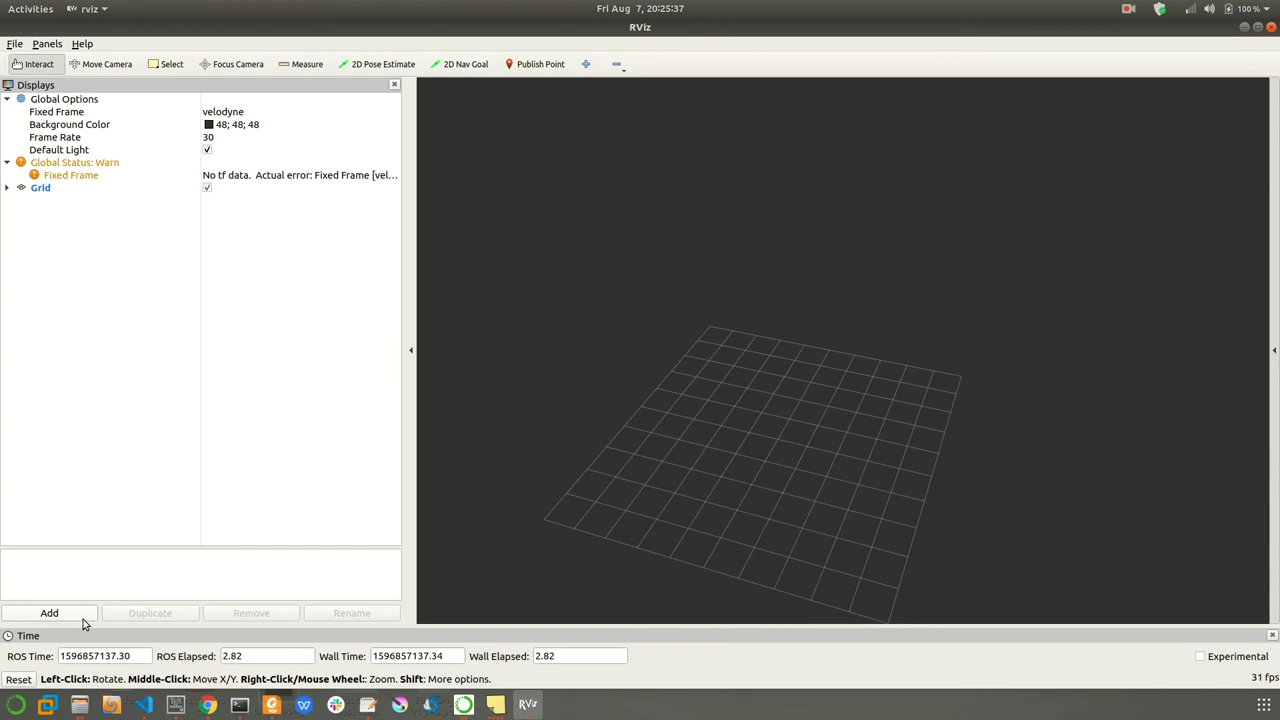 Activities rviz Fri Aug 7, 20:25:37 100 %
RViz
File Panels Help
Interact Move Camera Select Focus Camera Measure 2D Pose Estimate 2D Nav Goal Publish Point
Displays
Global Options
Fixed Frame velodyne
Background Color 48; 48; 48
Frame Rate 30
Default Light
Global Status: Warn
Fixed Frame No tf data. Actual error: Fixed Frame [vel...
Grid
Add Duplicate Remove Rename
Time
ROS Time: 1596857137.30 ROS Elapsed: 2.82 Wall Time: 1596857137.34 Wall Elapsed: 2.82 Experimental
Reset Left-Click: Rotate. Middle-Click: Move X/Y. Right-Click/Mouse Wheel: Zoom. Shift: More options. 31 fps
RViz